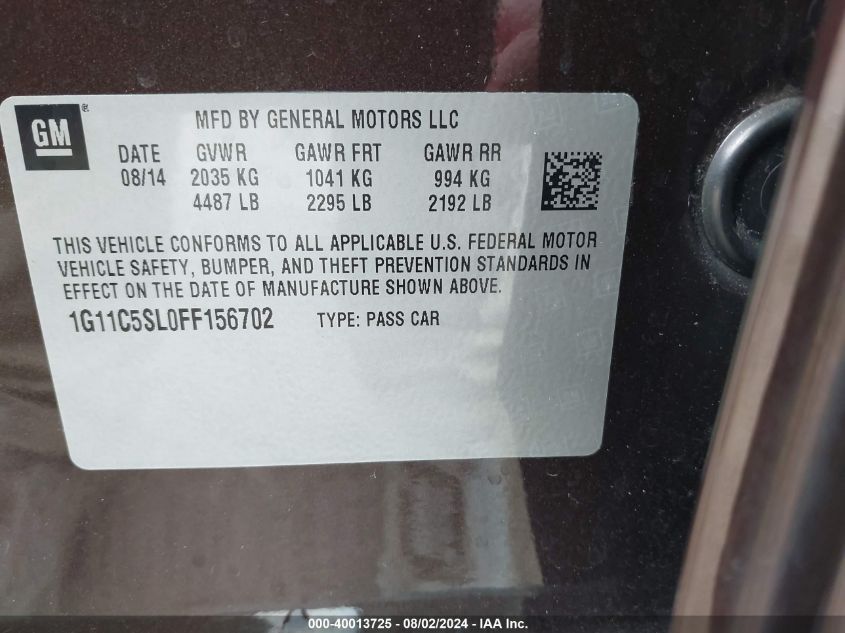 GM ®
MFD BY GENERAL MOTORS LLC
DATE GVWR GAWR FRT GAWR RR
08/14 2035 KG 1041 KG 994 KG
4487 LB 2295 LB 2192 LB
THIS VEHICLE CONFORMS TO ALL APPLICABLE U.S. FEDERAL MOTOR
VEHICLE SAFETY, BUMPER, AND THEFT PREVENTION STANDARDS IN
EFFECT ON THE DATE OF MANUFACTURE SHOWN ABOVE.
1G11C5SL0FF156702 TYPE: PASS CAR
000-40013725 - 08/02/2024 - IAA Inc.